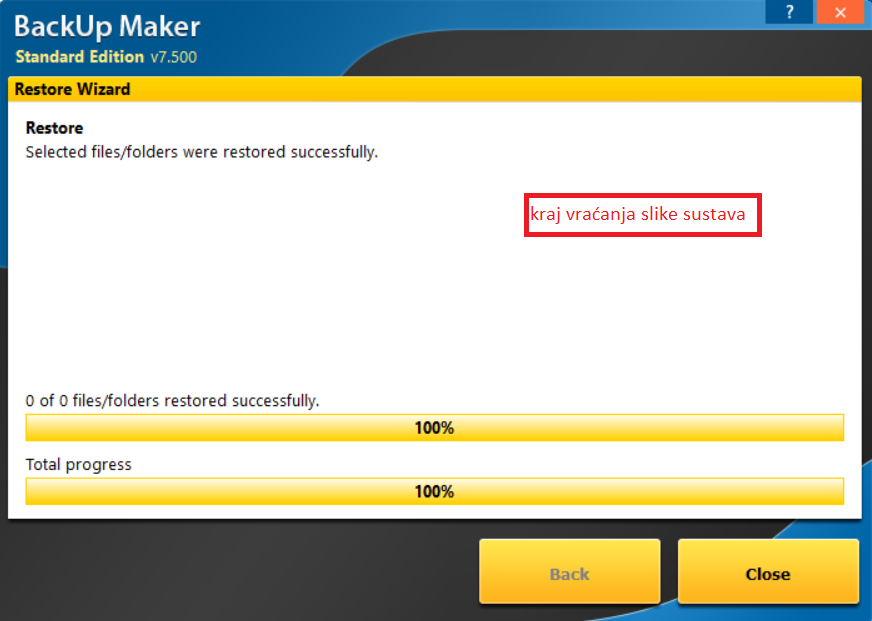 BackUp Maker
Standard Edition v7.500
?
×
Restore Wizard
Restore
Selected files/folders were restored successfully.
kraj vraćanja slike sustava
0 of 0 files/folders restored successfully.
100%
Total progress
100%
Back
Close